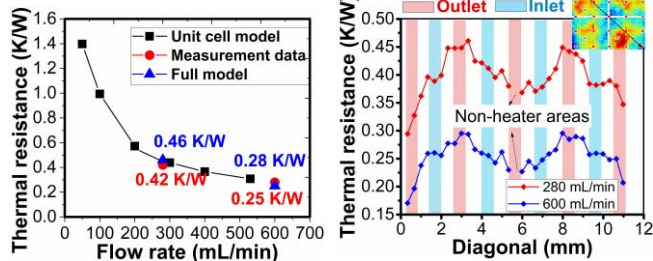 Thermal resistance (K/W)
1.6
1.4
1.2
1.0
0.8
0.6
0.4
0.2
0.0
Unit cell model
Measurement data
Full model
0.46 K/W
0.42 K/W
0.28 K/W
0.25 K/W
0 100 200 300 400 500 600 700
Flow rate (mL/min)
Outlet Inlet
Thermal resistance (K/W)
0.50
0.45
0.40
0.35
0.30
0.25
0.20
0.15
Non-heater areas
280 mL/min
600 mL/min
0 2 4 6 8 10 12
Diagonal (mm)